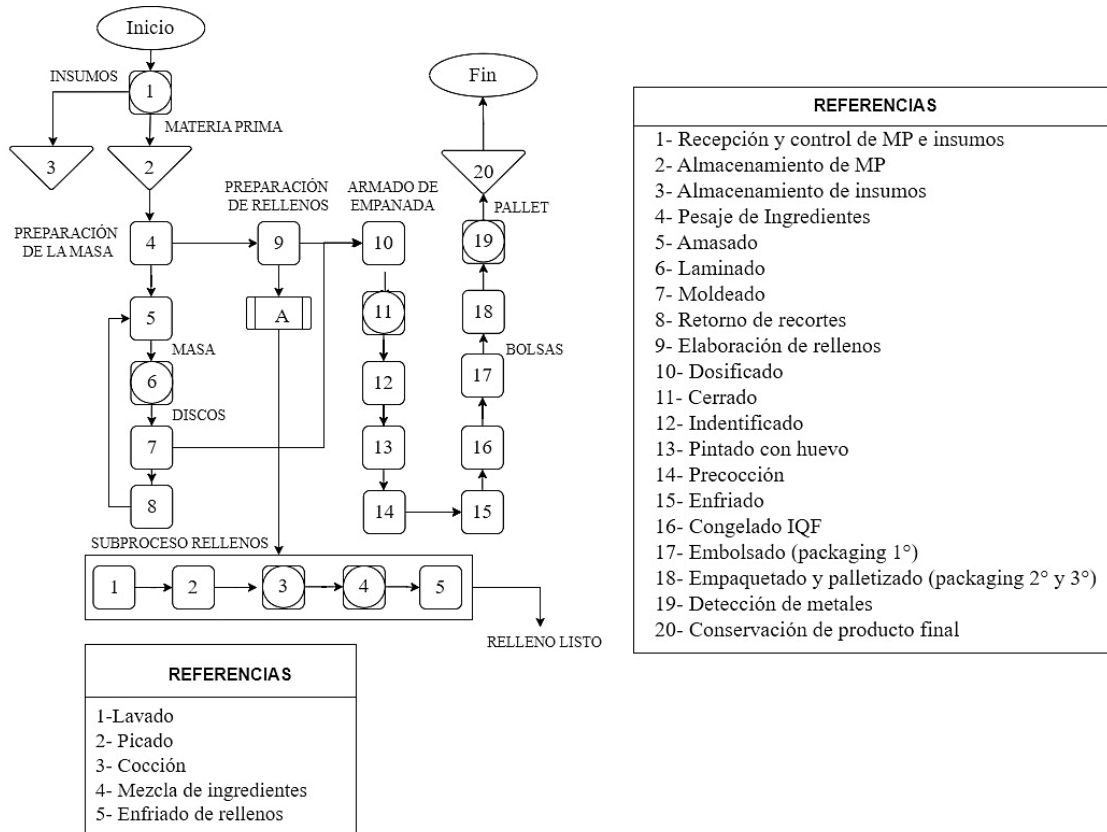 Inicio
INSUMOS
1
MATERIA PRIMA
3
2
PREPARACIÓN
DE LA MASA
4
5
MASA
6
DISCOS
7
8
PREPARACIÓN
DE RELLENOS
9
A
ARMADO DE
EMPANADA
10
11
12
13
14
15
16
17
BOLSAS
18
19
PALLET
20
Fin
SUBPROCESO RELLENOS
1
2
3
4
5
RELLENO LISTO
REFERENCIAS
1-Lavado
2- Picado
3- Cocción
4- Mezcla de ingredientes
5- Enfriado de rellenos
REFERENCIAS
1- Recepción y control de MP e insumos
2- Almacenamiento de MP
3- Almacenamiento de insumos
4- Pesaje de Ingredientes
5- Amasado
6- Laminado
7- Moldeado
8- Retorno de recortes
9- Elaboración de rellenos
10- Dosificado
11- Cerrado
12- Indentificado
13- Pintado con huevo
14- Precocción
15- Enfriado
16- Congelado IQF
17- Embolsado (packaging 1°)
18- Empaquetado y palletizado (packaging 2° y 3°)
19- Detección de metales
20- Conservación de producto final